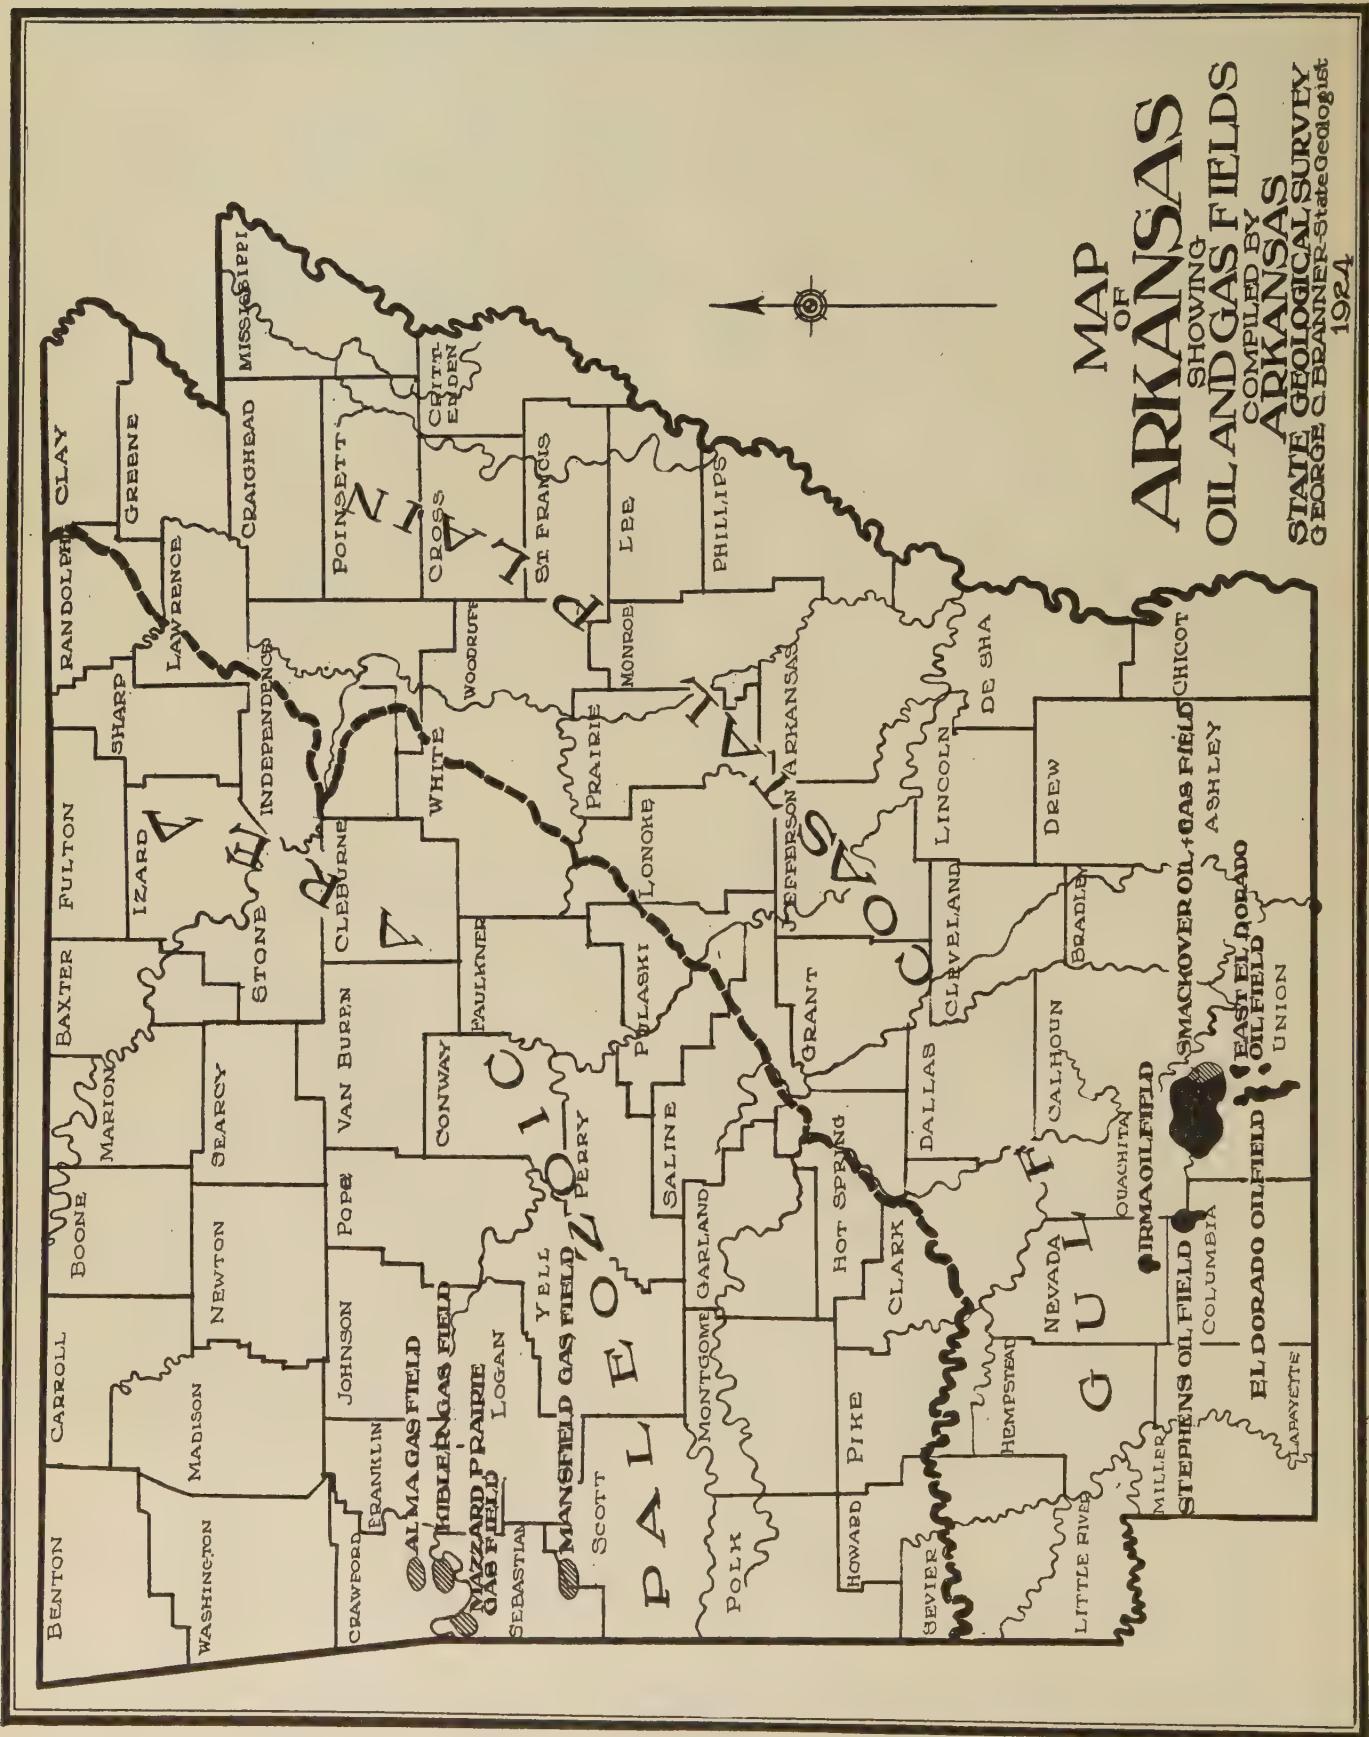 MAP
OF
ARKANSAS
SHOWING
OIL AND GAS FIELDS
COMPILED BY
ARKANSAS
STATE GEOLOGICAL SURVEY
GEORGE C. BRANNER-State Geologist
1924
BENTON
CARROLL
BOONE
MARION
BAXTER
FULTON
SHARP
RANDOLPH
CLAY
WASHINGTON
MADISON
NEWTON
SEARCY
STONE
IZARD
INDEPENDENCE
LAWRENCE
GREENE
CRAIGHEAD
MISSISSIPPI
CRAWFORD
FRANKLIN
JOHNSON
POPE
VAN BUREN
CLEBURNE
WHITE
WOODRUFF
POINSETT
CROSS
CRITT-
ENDEN
ST. FRANCIS
LEE
PHILLIPS
MONROE
SEBASTIAN
LOGAN
YELL
CONWAY
FAULKNER
PERRY
PULASKI
LONOKE
PRAIRIE
ARKANSAS
SCOTT
POLK
MONTGOMERY
GARLAND
SALINE
HOT SPRING
GRANT
JEFFERSON
LINCOLN
DE SHA
HOWARD
PIKE
CLARK
DALLAS
CLEVELAND
DREW
SEVIER
LITTLE RIVER
HEMPSTEAD
NEVADA
OUACHITA
CALHOUN
BRADLEY
CHICOT
ASHLEY
MILLER
LAFAYETTE
COLUMBIA
UNION
ALMA GAS FIELD
KIBLER GAS FIELD
MAZZARD PRAIRIE
GAS FIELD
MANSFIELD GAS FIELD
IRMA OIL FIELD
STEPHENS OIL FIELD
SMACKOVER OIL + GAS FIELD
EAST EL DORADO
OIL FIELD
EL DORADO OIL FIELD
PALEOZOIC AREA
GULF COASTAL PLAIN